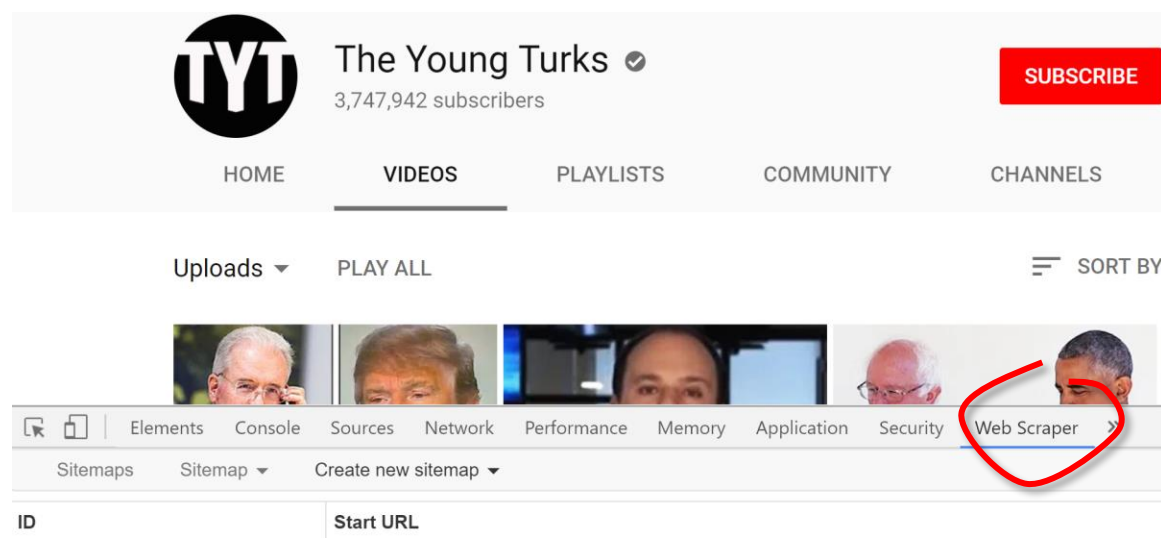 TYT
The Young Turks
3,747,942 subscribers
SUBSCRIBE
HOME VIDEOS PLAYLISTS COMMUNITY CHANNELS
Uploads PLAY ALL SORT BY
Elements Console Sources Network Performance Memory Application Security Web Scraper »
Sitemaps Sitemap Create new sitemap
ID Start URL